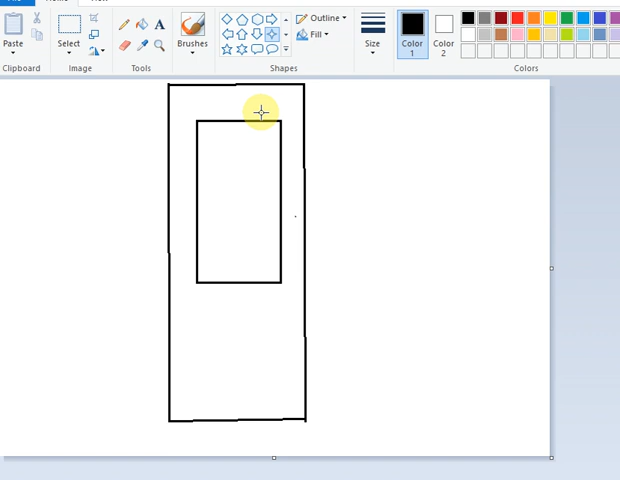 Outline
Fill
Paste
Select
Brushes
Size
Color
1
Color
2
A
Clipboard
Image
Tools
Shapes
Colors